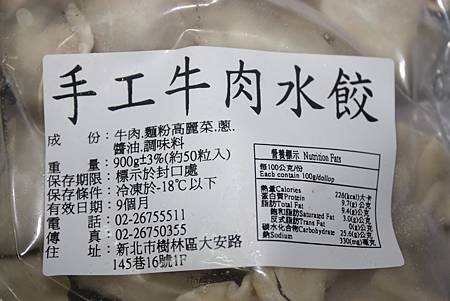 手工牛肉水餃
成 份：牛肉.麵粉高麗菜.蔥.
醬油.調味料
重 量：900g±3%(約50粒入)
保存期限：標示於封口處
保存條件：冷凍於-18℃以下
有效日期：9個月
電 話：02-26755511
傳 真：02-26750355
住 址：新北市樹林區大安路
145巷16號1F
營養標示 Nutrition Fats
每100公克/份
Each contain 100g/dollop
熱量Calories 226(kcal)大卡
蛋白質Protein 9.7(g)公克
脂肪Total Fat 9.4(g)公克
飽和脂肪Saturated Fat 3.0(g)公克
反式脂肪Trans Fat 0(g)公克
碳水化合物Carbohydrate 25.6(g)公克
鈉Sodium 330(mg)毫克